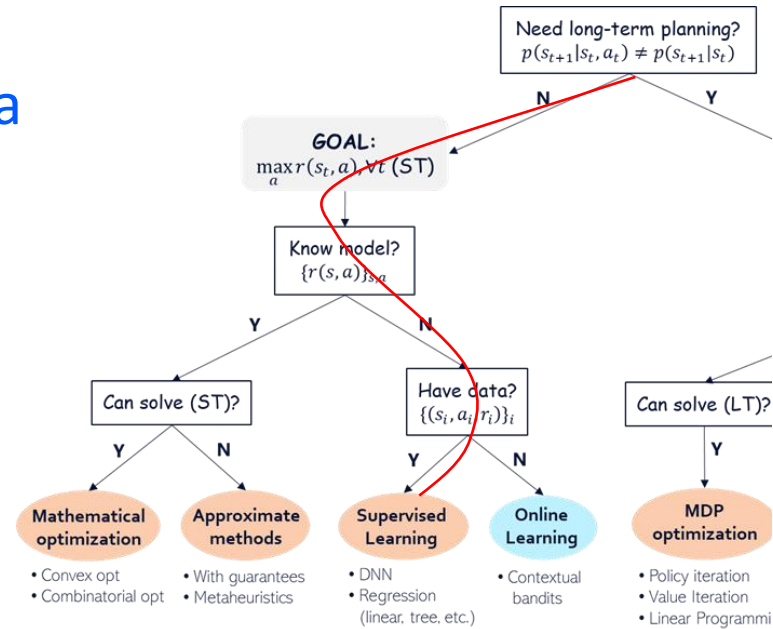 a
Need long-term planning?
p(s_{t+1}|s_t, a_t) ≠ p(s_{t+1}|s_t)
N
Y
GOAL:
max_a r(s_t, a), ∀t (ST)
Know model?
{r(s, a)}_{s,a}
Y
N
Can solve (ST)?
Have data?
{(s_i, a_i, r_i)}_i
Can solve (LT)?
Y
N
Y
N
Y
Mathematical
optimization
Approximate
methods
Supervised
Learning
Online
Learning
MDP
optimization
• Convex opt
• Combinatorial opt
• With guarantees
• Metaheuristics
• DNN
• Regression
(linear, tree, etc.)
• Contextual
bandits
• Policy iteration
• Value Iteration
• Linear Programmi